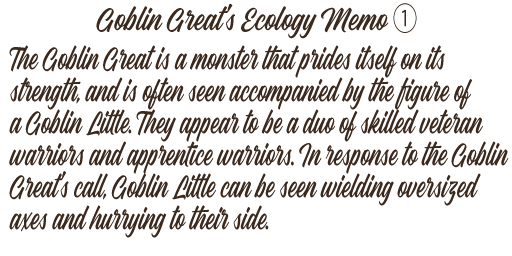 Goblin Great's Ecology Memo ①
The Goblin Great is a monster that prides itself on its
strength, and is often seen accompanied by the figure of
a Goblin Little. They appear to be a duo of skilled veteran
warriors and apprentice warriors. In response to the Goblin
Great's call, Goblin Little can be seen wielding oversized
axes and hurrying to their side.